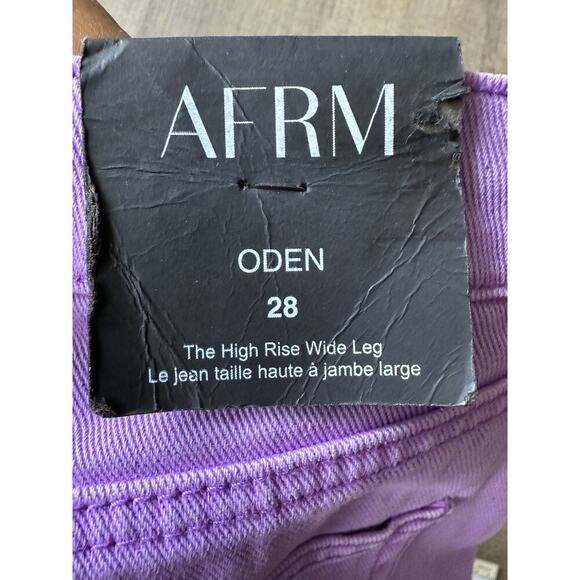 AFRM
ODEN
28
The High Rise Wide Leg
Le jean taille haute à jambe large